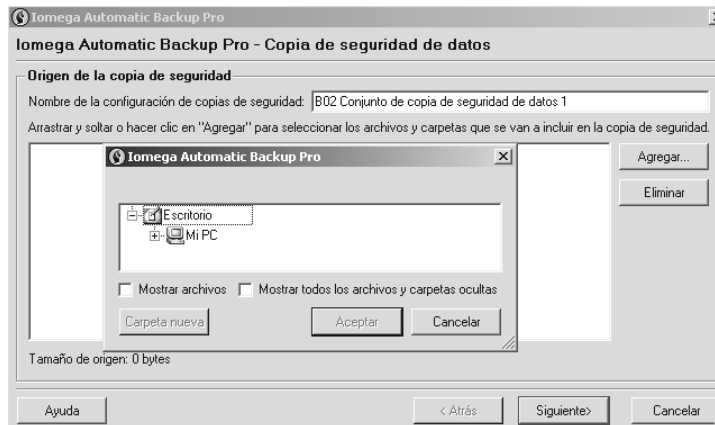 Iomega Automatic Backup Pro
Iomega Automatic Backup Pro - Copia de seguridad de datos
Origen de la copia de seguridad
Nombre de la configuración de copias de seguridad: B02 Conjunto de copia de seguridad de datos 1
Arrastrar y soltar o hacer clic en "Agregar" para seleccionar los archivos y carpetas que se van a incluir en la copia de seguridad.
Agregar...
Eliminar
Iomega Automatic Backup Pro
Escritorio
Mi PC
Mostrar archivos Mostrar todos los archivos y carpetas ocultas
Carpeta nueva Aceptar Cancelar
Tamaño de origen: 0 bytes
Ayuda < Atrás Siguiente> Cancelar